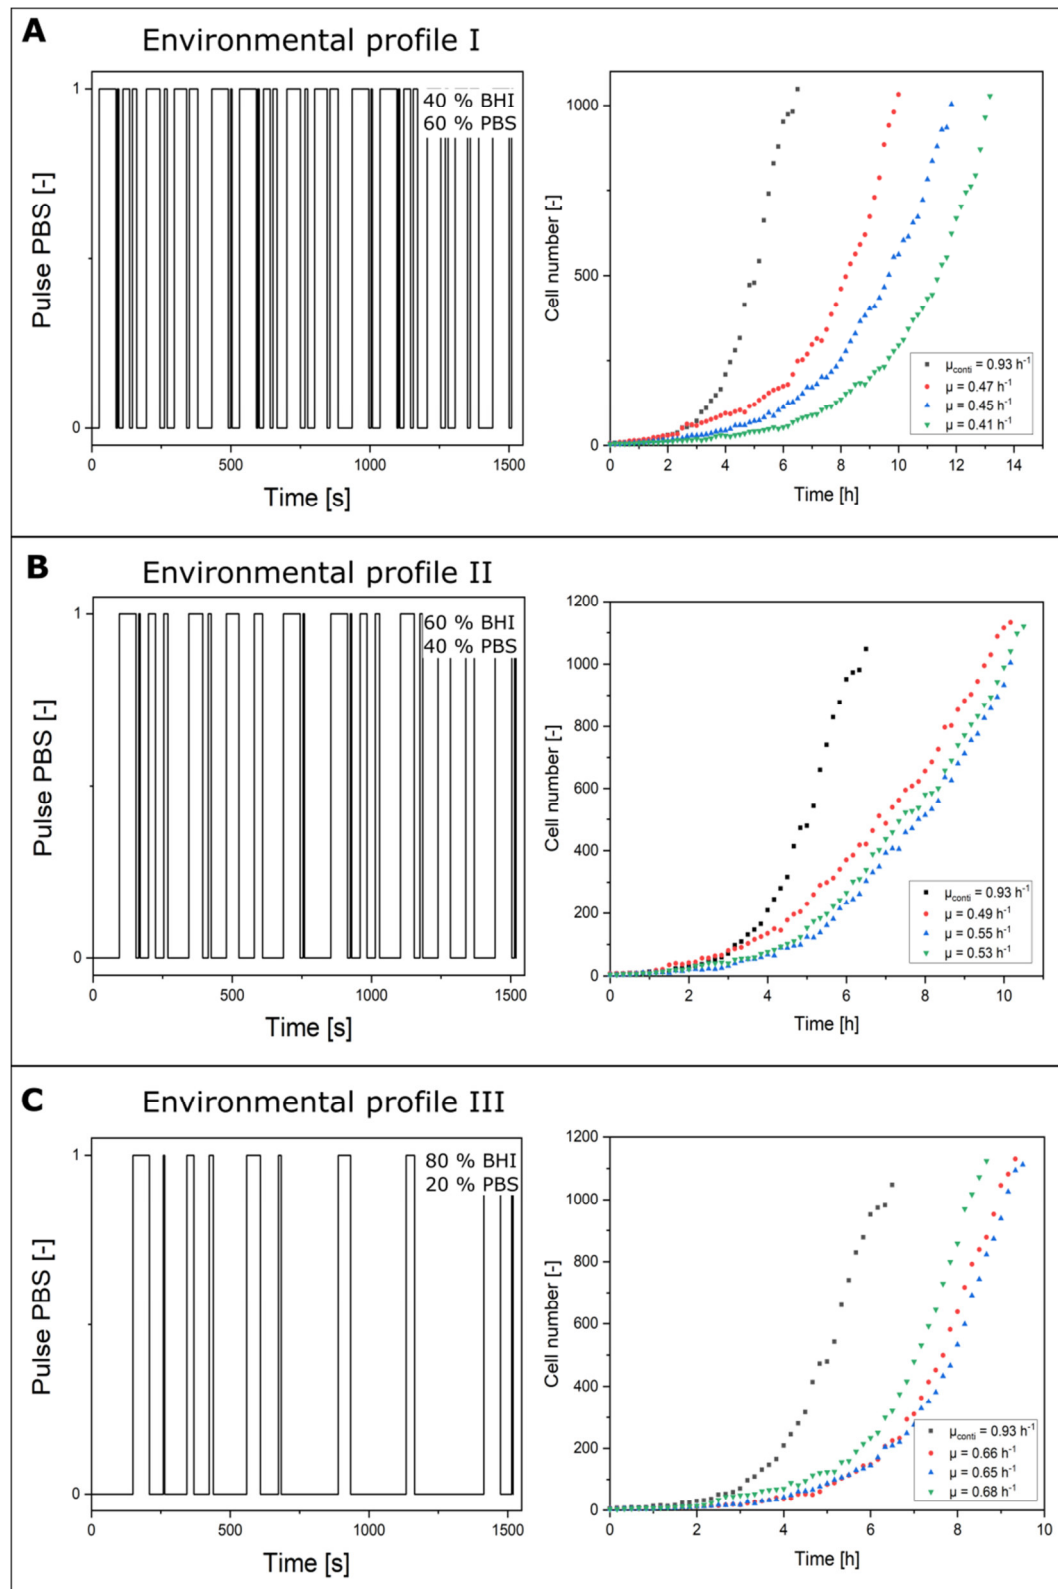 A
Environmental profile I
Pulse PBS [-]
1
0
40 % BHI
60 % PBS
0
500
1000
1500
Time [s]
Cell number [-]
1000
500
0
μconti = 0.93 h⁻¹
μ = 0.47 h⁻¹
μ = 0.45 h⁻¹
μ = 0.41 h⁻¹
0 2 4 6 8 10 12 14
Time [h]
B
Environmental profile II
Pulse PBS [-]
1
0
60 % BHI
40 % PBS
0
500
1000
1500
Time [s]
Cell number [-]
1200
1000
800
600
400
200
0
μconti = 0.93 h⁻¹
μ = 0.49 h⁻¹
μ = 0.55 h⁻¹
μ = 0.53 h⁻¹
0 2 4 6 8 10
Time [h]
C
Environmental profile III
Pulse PBS [-]
1
0
80 % BHI
20 % PBS
0
500
1000
1500
Time [s]
Cell number [-]
1200
1000
800
600
400
200
0
μconti = 0.93 h⁻¹
μ = 0.66 h⁻¹
μ = 0.65 h⁻¹
μ = 0.68 h⁻¹
0 2 4 6 8 10
Time [h]